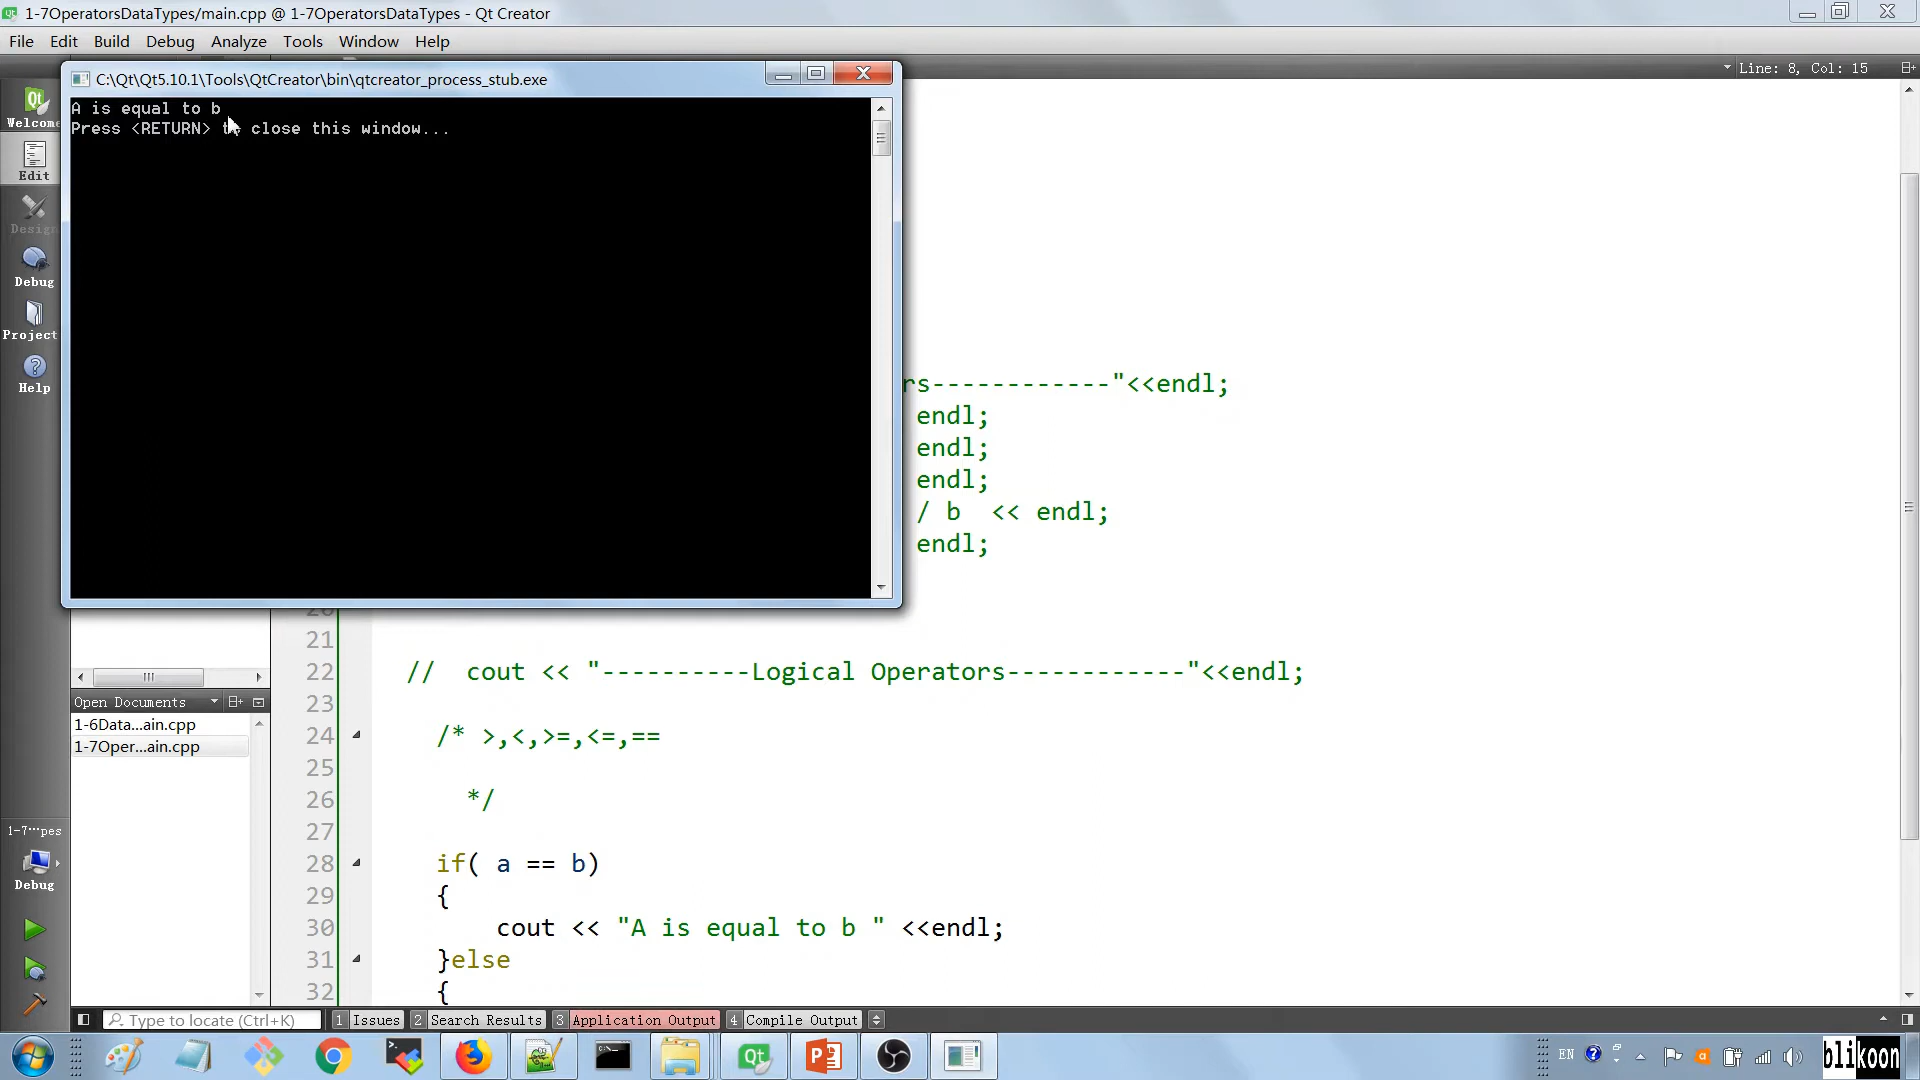 1-7OperatorsDataTypes/main.cpp @ 1-7OperatorsDataTypes - Qt Creator
File Edit Build Debug Analyze Tools Window Help
Line: 8, Col: 15
C:\Qt\Qt5.10.1\Tools\QtCreator\bin\qtcreator_process_stub.exe
A is equal to b
Press <RETURN> to close this window...
Welcome
Edit
Design
Debug
Project
Help
rs------------"<<endl;
endl;
endl;
endl;
/ b  << endl;
endl;
20
21
22 //  cout << "----------Logical Operators------------"<<endl;
23
24 /* >,<,>=,<=,==
25
26 */
27
28 if( a == b)
29 {
30 cout << "A is equal to b " <<endl;
31 }else
32 {
Open Documents
1-6Data...ain.cpp
1-7Oper...ain.cpp
1-7···pes
Debug
Type to locate (Ctrl+K) 1 Issues 2 Search Results 3 Application Output 4 Compile Output
EN
blikoon